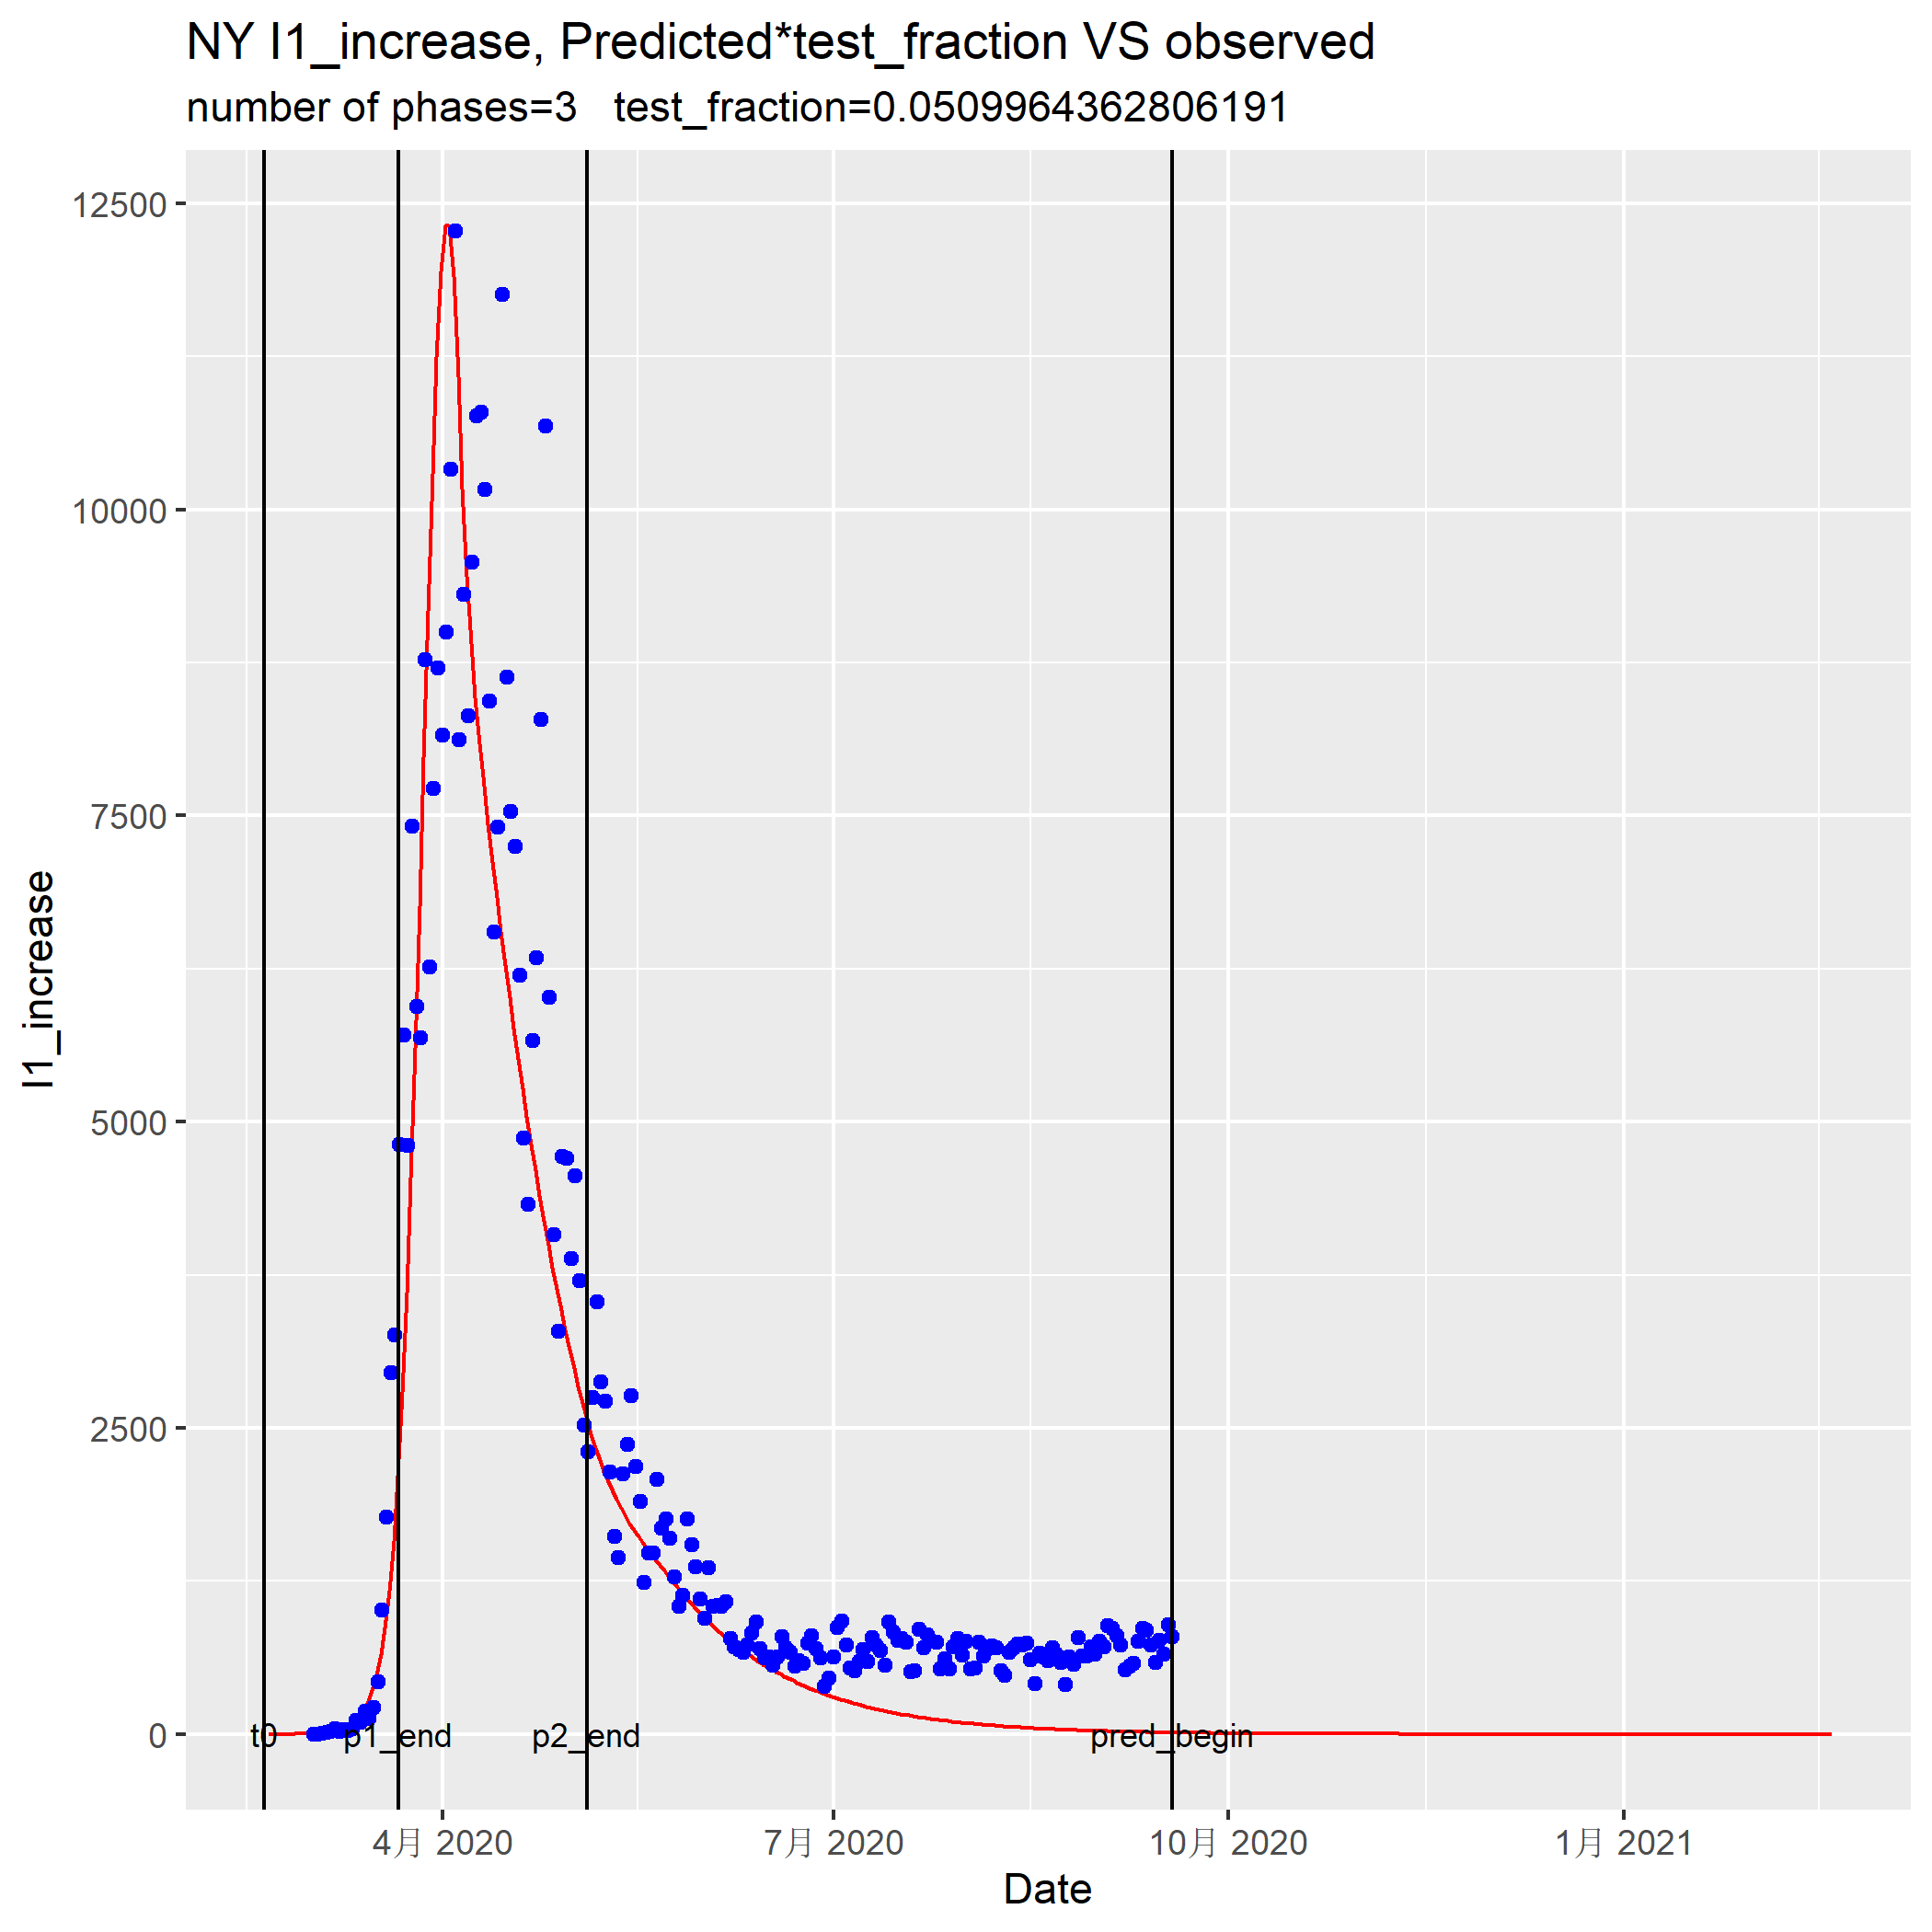 NY I1_increase, Predicted*test_fraction VS observed
number of phases=3 test_fraction=0.0509964362806191
12500
10000
7500
5000
2500
0
I1_increase
t0
p1_end
p2_end
pred_begin
4月 2020
7月 2020
10月 2020
1月 2021
Date